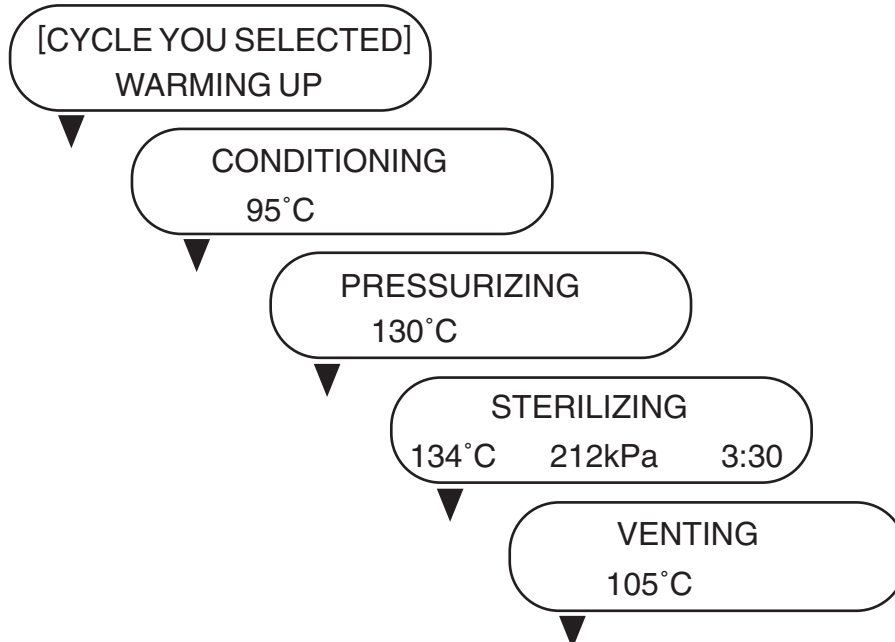 [CYCLE YOU SELECTED]
WARMING UP
CONDITIONING
95˚C
PRESSURIZING
130˚C
STERILIZING
134˚C 212kPa 3:30
VENTING
105˚C